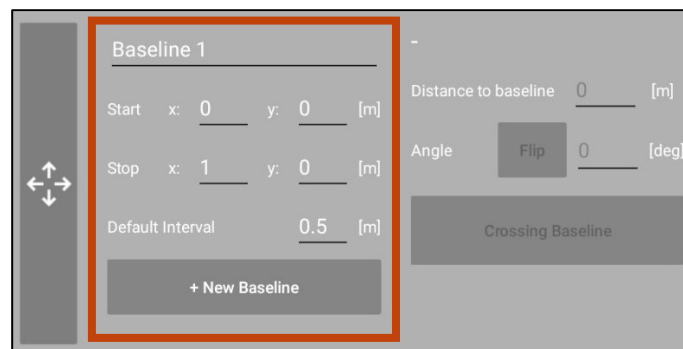 Baseline 1
Start x: 0 y: 0 [m]
Stop x: 1 y: 0 [m]
Default Interval 0.5 [m]
+ New Baseline
-
Distance to baseline 0 [m]
Angle Flip 0 [deg]
Crossing Baseline